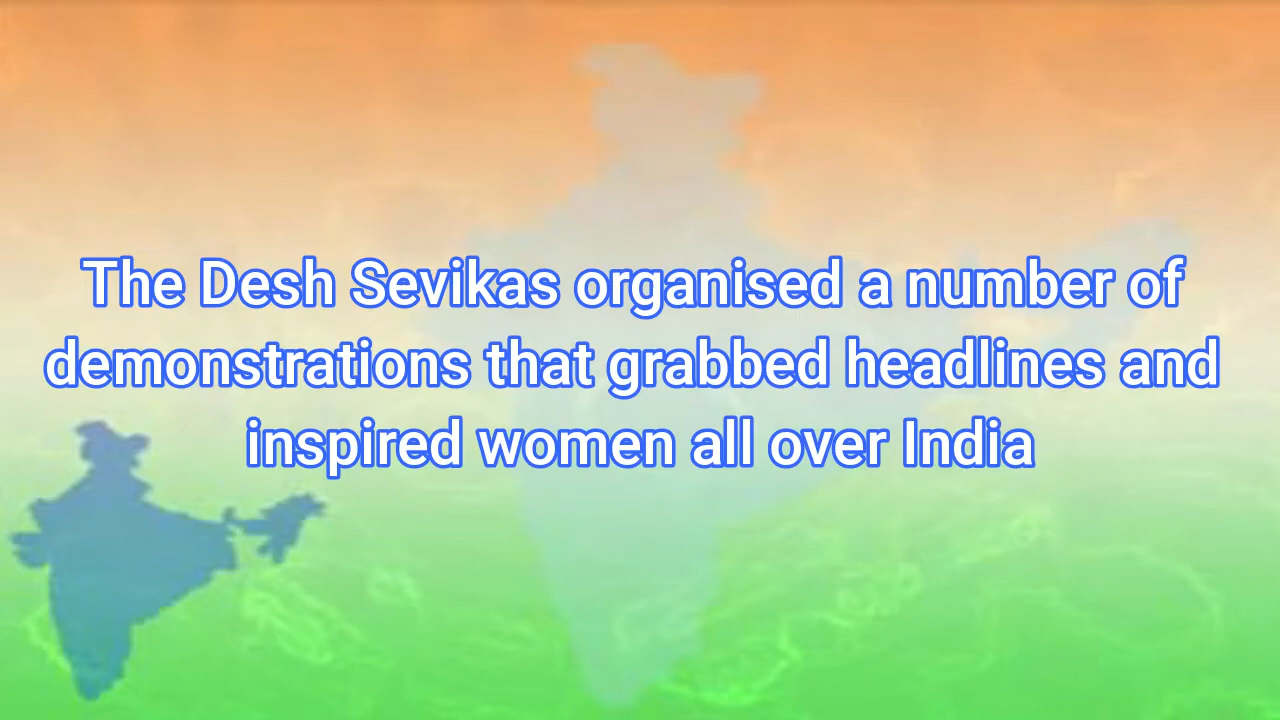 The Desh Sevikas organised a number of
demonstrations that grabbed headlines and
inspired women all over India